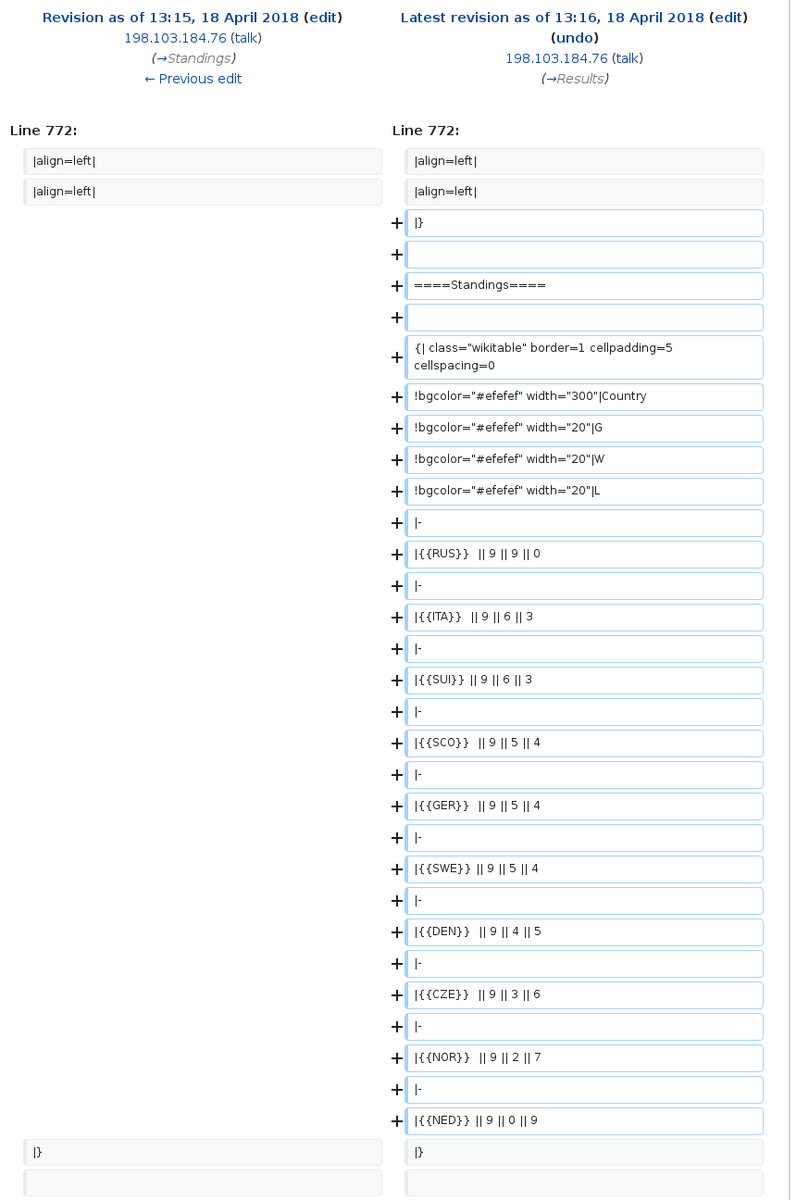 Revision as of 13:15, 18 April 2018 (edit)
198.103.184.76 (talk)
(→Standings)
← Previous edit
Latest revision as of 13:16, 18 April 2018 (edit)
(undo)
198.103.184.76 (talk)
(→Results)
Line 772:
Line 772:
|align=left|
|align=left|
|align=left|
|align=left|
+ |}
+
+ ====Standings====
+
+ {| class="wikitable" border=1 cellpadding=5
cellspacing=0
+ !bgcolor="#efefef" width="300"|Country
+ !bgcolor="#efefef" width="20"|G
+ !bgcolor="#efefef" width="20"|W
+ !bgcolor="#efefef" width="20"|L
+ |-
+ |{{RUS}}  || 9 || 9 || 0
+ |-
+ |{{ITA}}  || 9 || 6 || 3
+ |-
+ |{{SUI}} || 9 || 6 || 3
+ |-
+ |{{SCO}}  || 9 || 5 || 4
+ |-
+ |{{GER}}  || 9 || 5 || 4
+ |-
+ |{{SWE}} || 9 || 5 || 4
+ |-
+ |{{DEN}}  || 9 || 4 || 5
+ |-
+ |{{CZE}}  || 9 || 3 || 6
+ |-
+ |{{NOR}}  || 9 || 2 || 7
+ |-
+ |{{NED}} || 9 || 0 || 9
|}
|}